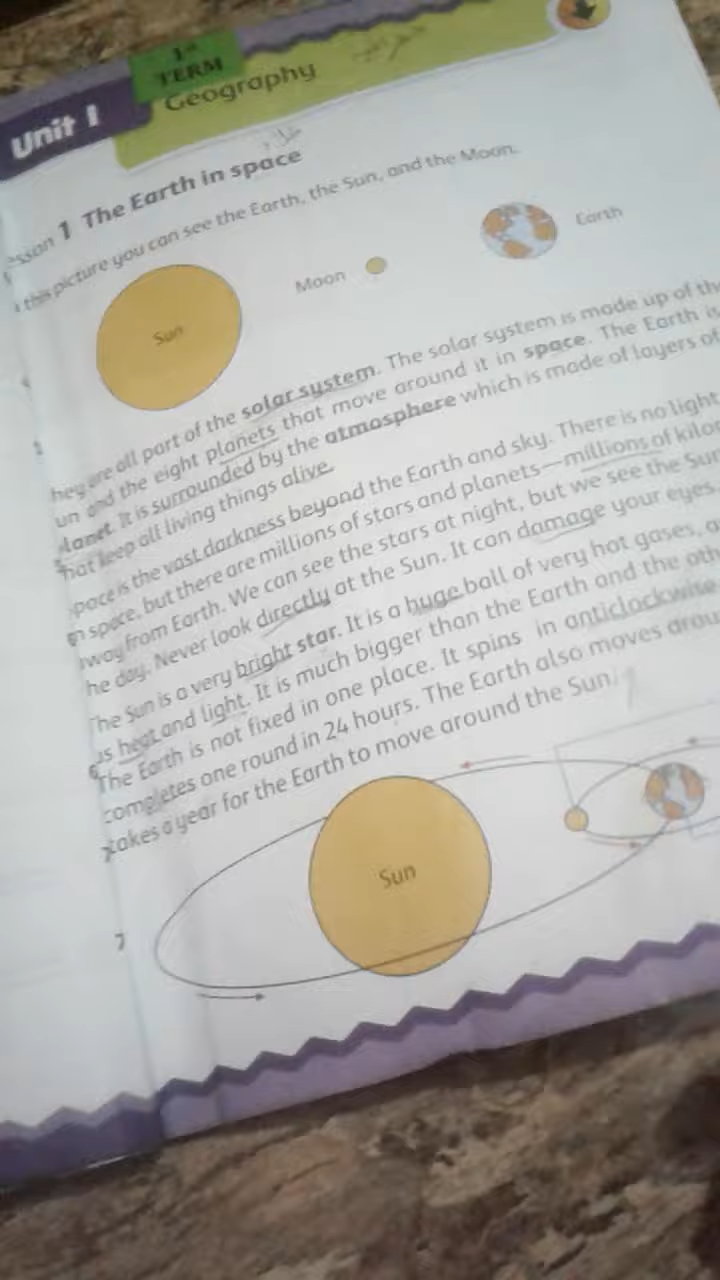 1st
TERM
Unit 1
Geography
sson 1 The Earth in space
this picture you can see the Earth, the Sun, and the Moon.
Sun
Moon
Earth
hey are all part of the solar system. The solar system is made up of the
un and the eight planets that move around it in space. The Earth is
lanet. It is surrounded by the atmosphere which is made of layers of
hat keep all living things alive.
pace is the vast darkness beyond the Earth and sky. There is no light
n space, but there are millions of stars and planets—millions of kilo
way from Earth. We can see the stars at night, but we see the Sun
he day. Never look directly at the Sun. It can damage your eyes.
The Sun is a very bright star. It is a huge ball of very hot gases, a
us heat and light. It is much bigger than the Earth and the oth
The Earth is not fixed in one place. It spins in anticlockwise
completes one round in 24 hours. The Earth also moves arou
takes a year for the Earth to move around the Sun.
Sun
7